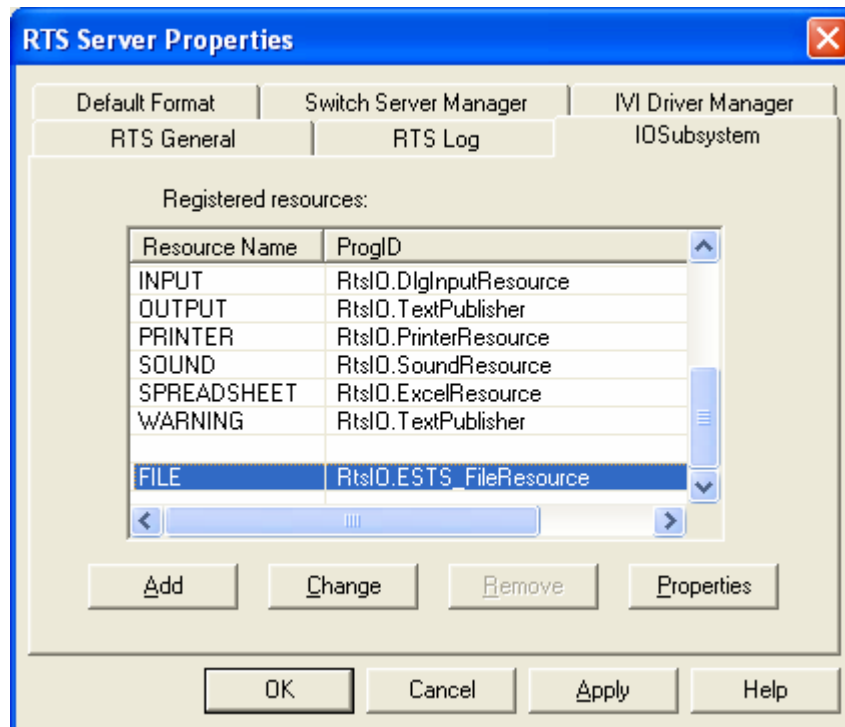 RTS Server Properties
Default Format Switch Server Manager IVI Driver Manager
RTS General RTS Log IOSubsystem
Registered resources:
Resource Name ProgID
INPUT RtsIO.DlgInputResource
OUTPUT RtsIO.TextPublisher
PRINTER RtsIO.PrinterResource
SOUND RtsIO.SoundResource
SPREADSHEET RtsIO.ExcelResource
WARNING RtsIO.TextPublisher
FILE RtsIO.ESTS_FileResource
Add Change Remove Properties
OK Cancel Apply Help